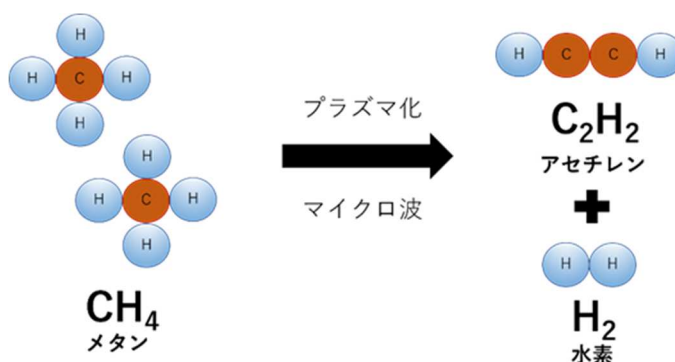 H
H C H
H
H
H C H
H
CH₄
メタン
プラズマ化
マイクロ波
H C C H
C₂H₂
アセチレン
+
H H
H₂
水素